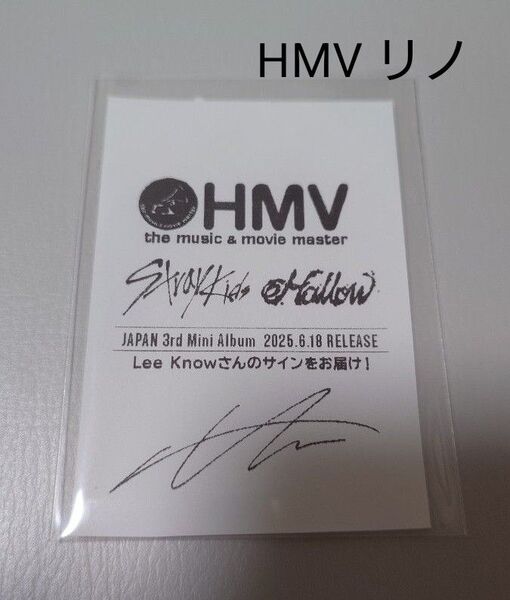 HMV リノ
HMV
the music & movie master
Stray Kids Hollow
JAPAN 3rd Mini Album 2025.6.18 RELEASE
Lee Knowさんのサインをお届け!